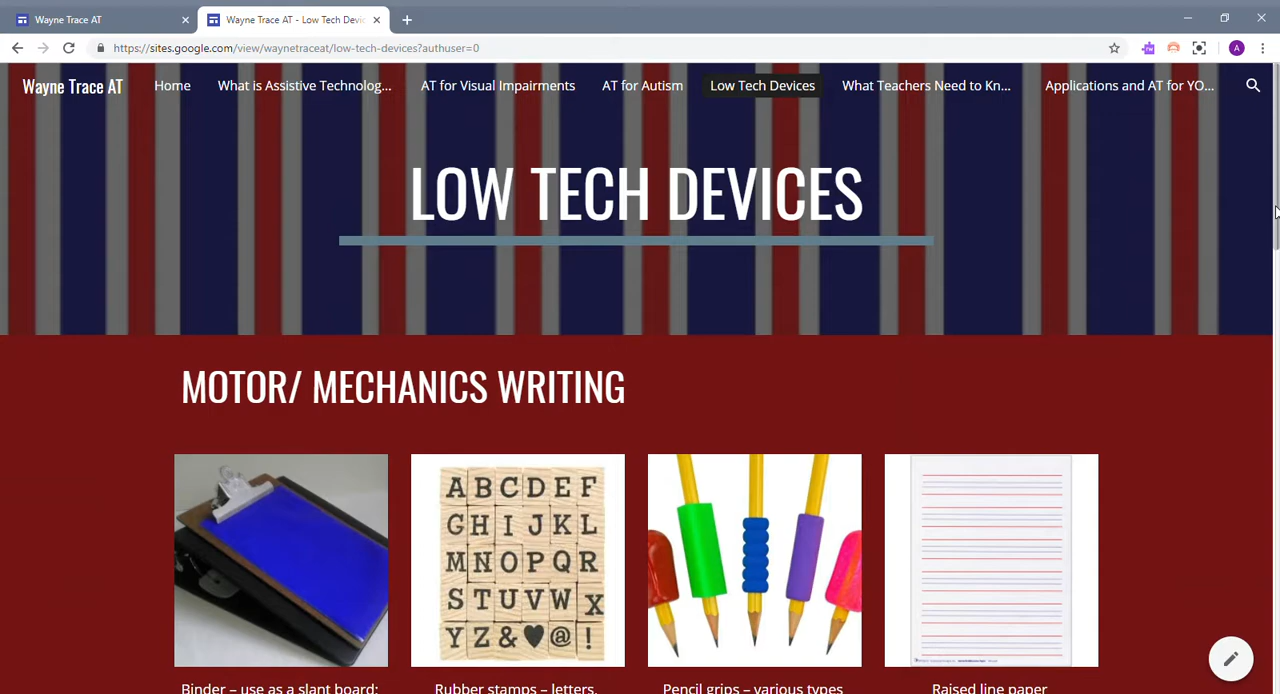 Wayne Trace AT
Wayne Trace AT - Low Tech Devic
https://sites.google.com/view/waynetraceat/low-tech-devices?authuser=0
A
Wayne Trace AT
Home
What is Assistive Technolog...
AT for Visual Impairments
AT for Autism
Low Tech Devices
What Teachers Need to Kn...
Applications and AT for YO...
LOW TECH DEVICES
MOTOR/ MECHANICS WRITING
A B C D E F
G H I J K L
M N O P Q R
S T U V W X
Y Z & ♥ @ !
Binder – use as a slant board;
Rubber stamps – letters,
Pencil grips – various types
Raised line paper